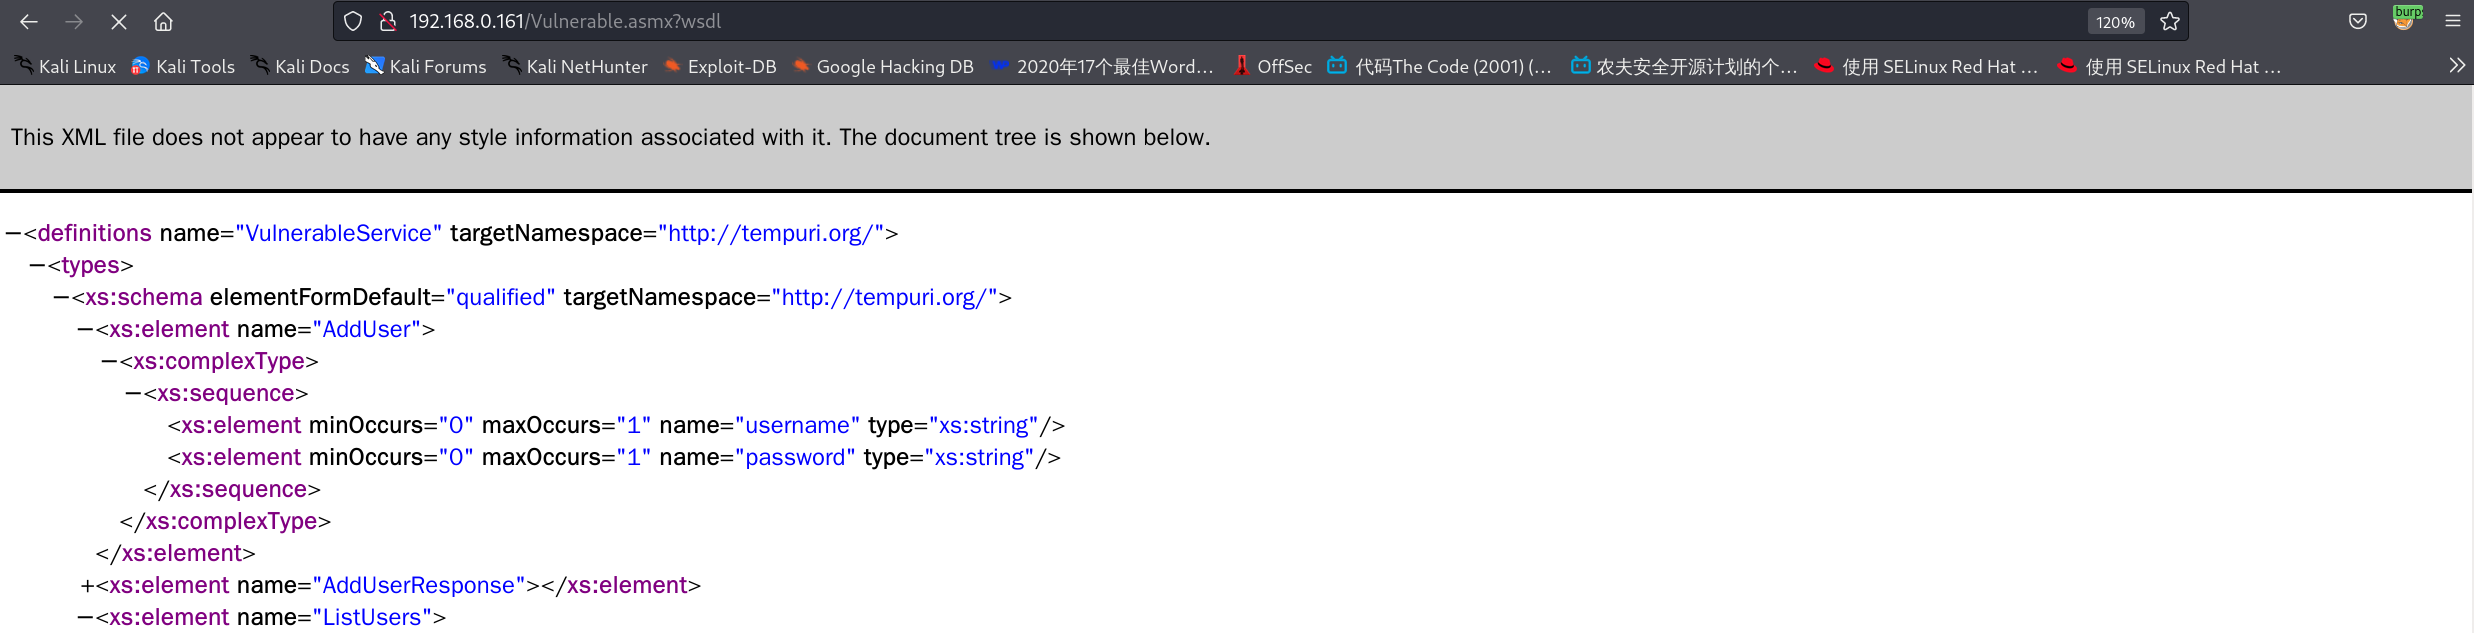 192.168.0.161/Vulnerable.asmx?wsdl 120% burp
Kali Linux Kali Tools Kali Docs Kali Forums Kali NetHunter Exploit-DB Google Hacking DB 2020年17个最佳Word... OffSec 代码The Code (2001) (... 农夫安全开源计划的个... 使用 SELinux Red Hat ... 使用 SELinux Red Hat ...
This XML file does not appear to have any style information associated with it. The document tree is shown below.
−<definitions name="VulnerableService" targetNamespace="http://tempuri.org/">
−<types>
−<xs:schema elementFormDefault="qualified" targetNamespace="http://tempuri.org/">
−<xs:element name="AddUser">
−<xs:complexType>
−<xs:sequence>
<xs:element minOccurs="0" maxOccurs="1" name="username" type="xs:string"/>
<xs:element minOccurs="0" maxOccurs="1" name="password" type="xs:string"/>
</xs:sequence>
</xs:complexType>
</xs:element>
+<xs:element name="AddUserResponse"></xs:element>
−<xs:element name="ListUsers">